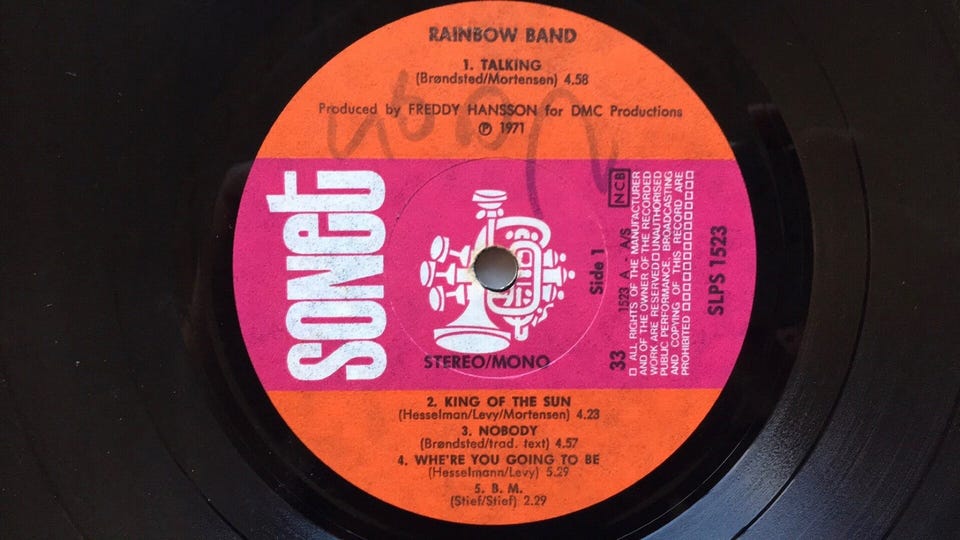 RAINBOW BAND
1. TALKING
(Brøndsted/Mortensen) 4.58
Produced by FREDDY HANSSON for DMC Productions
℗ 1971
sonet
STEREO/MONO
Side 1
1523 A - A/S
NCB
33
□ ALL RIGHTS OF THE MANUFACTURER
AND OF THE OWNER OF THE RECORDED
WORK ARE RESERVED □ UNAUTHORISED
PUBLIC PERFORMANCE, BROADCASTING
AND COPYING OF THIS RECORD ARE
PROHIBITED □□□□□□□□□□□□
SLPS 1523
2. KING OF THE SUN
(Hesselman/Levy/Mortensen) 4.23
3. NOBODY
(Brøndsted/trad. text) 4.57
4. WHE'RE YOU GOING TO BE
(Hesselmann/Levy) 5.29
5. B. M.
(Stief/Stief) 2.29